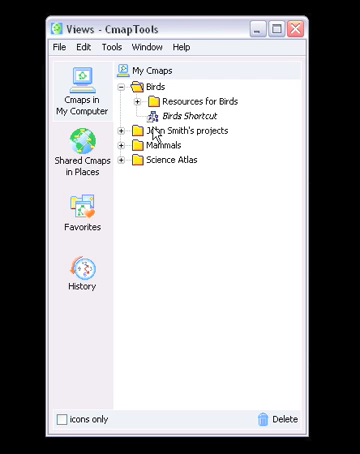 Views - CmapTools
File Edit Tools Window Help
Cmaps in
My Computer
Shared Cmaps
in Places
Favorites
History
My Cmaps
Birds
Resources for Birds
Birds Shortcut
John Smith's projects
Mammals
Science Atlas
icons only
Delete